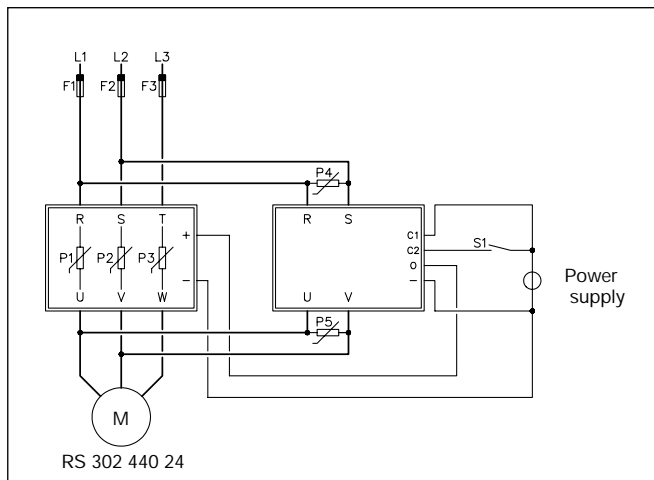 L1 L2 L3
F1 F2 F3
P4
R S T R S
+ C1
P1 P2 P3 C2 S1
O
− −
Power
supply
U V W U V
P5
M
RS 302 440 24